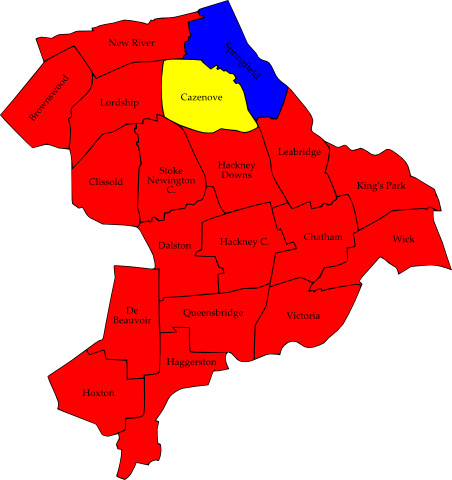 New River
Springfield
Brownswood
Lordship
Cazenove
Leabridge
Hackney
Downs
Stoke
Newington
C.
Clissold
King's Park
Dalston
Hackney C.
Chatham
Wick
De
Beauvoir
Queensbridge
Victoria
Haggerston
Hoxton